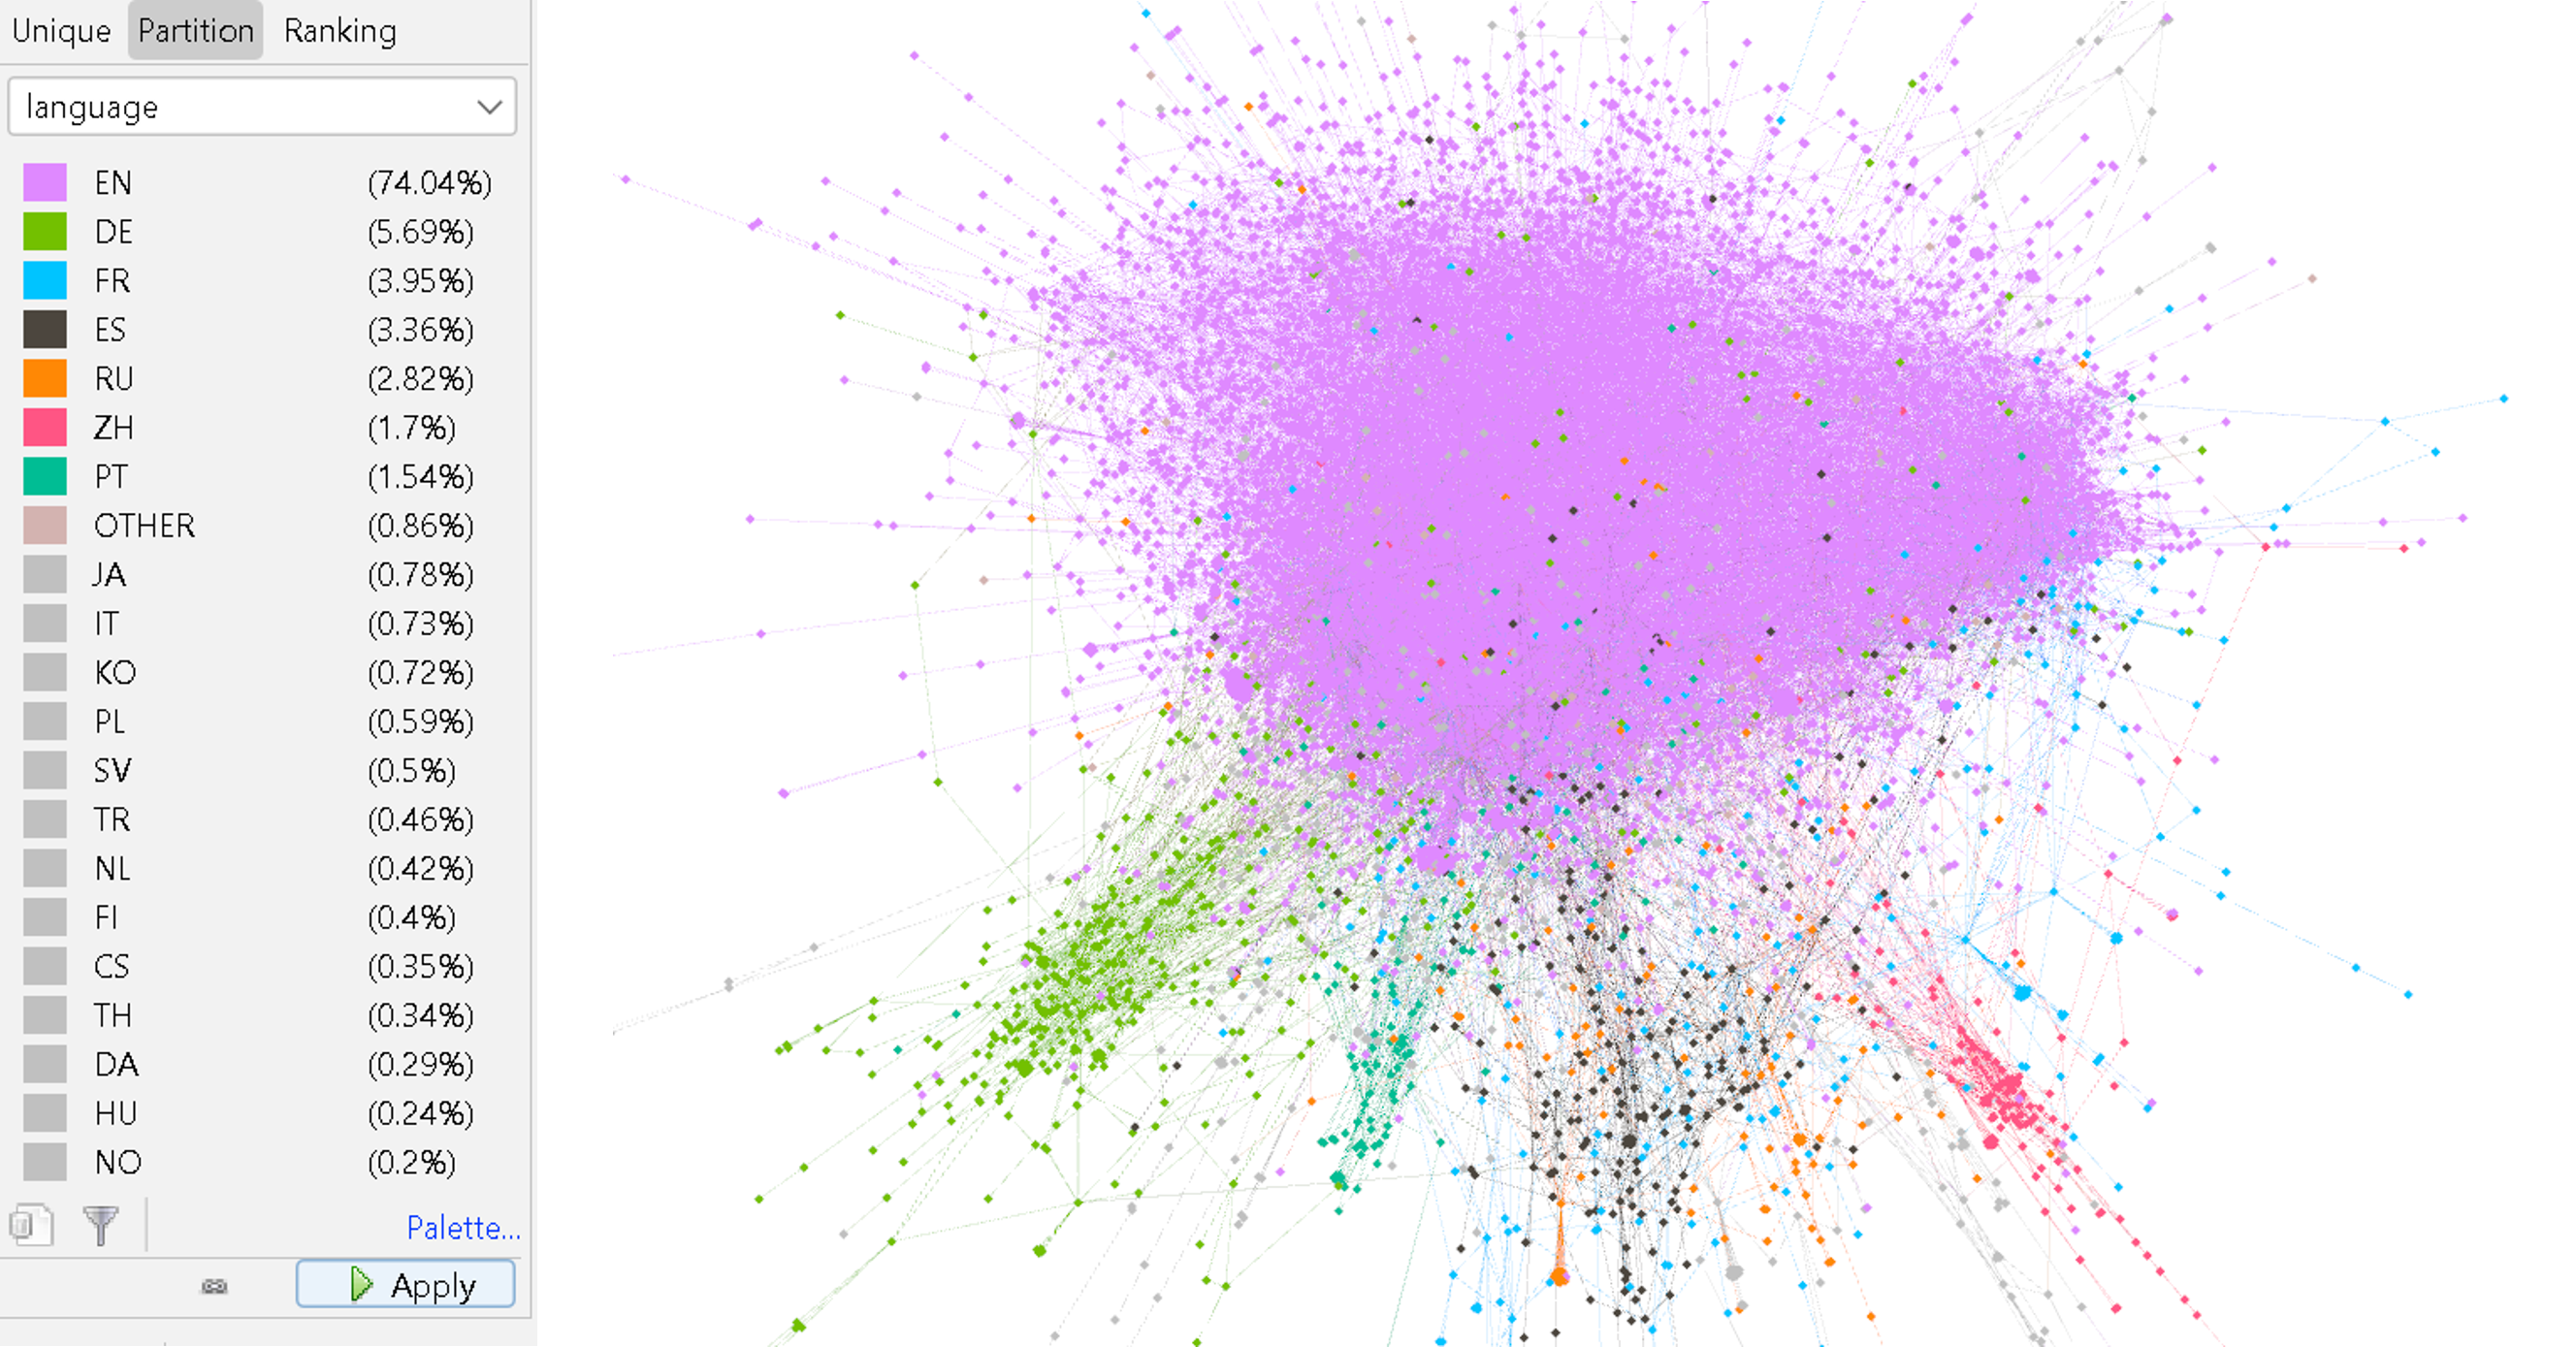 Unique Partition Ranking
language
EN (74.04%)
DE (5.69%)
FR (3.95%)
ES (3.36%)
RU (2.82%)
ZH (1.7%)
PT (1.54%)
OTHER (0.86%)
JA (0.78%)
IT (0.73%)
KO (0.72%)
PL (0.59%)
SV (0.5%)
TR (0.46%)
NL (0.42%)
FI (0.4%)
CS (0.35%)
TH (0.34%)
DA (0.29%)
HU (0.24%)
NO (0.2%)
Palette...
Apply